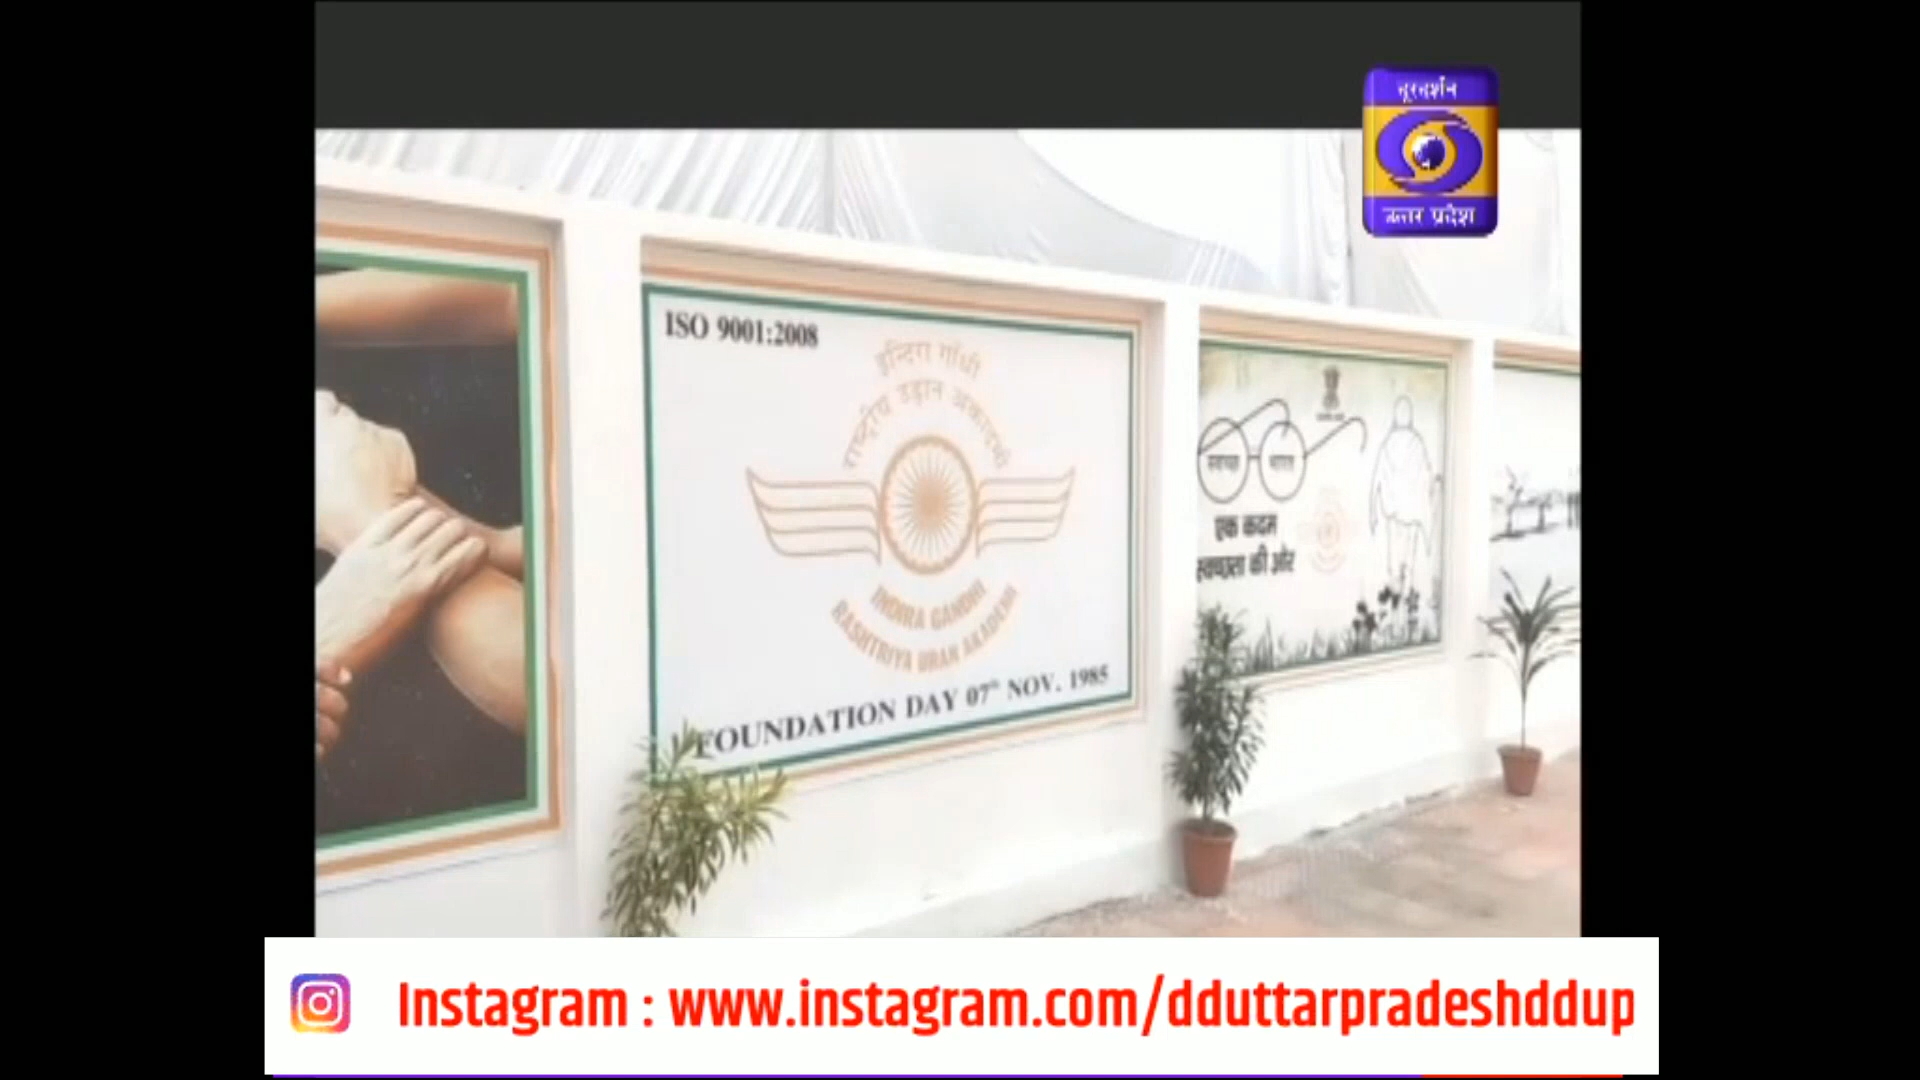 दूरदर्शन
उत्तर प्रदेश
ISO 9001:2008
इन्दिरा गाँधी
राष्ट्रीय उड़ान अकादमी
INDIRA GANDHI
RASHTRIYA URAN AKADEMI
FOUNDATION DAY 07th NOV. 1985
स्वच्छ भारत
एक कदम
स्वच्छता की ओर
Instagram : www.instagram.com/dduttarpradeshddup